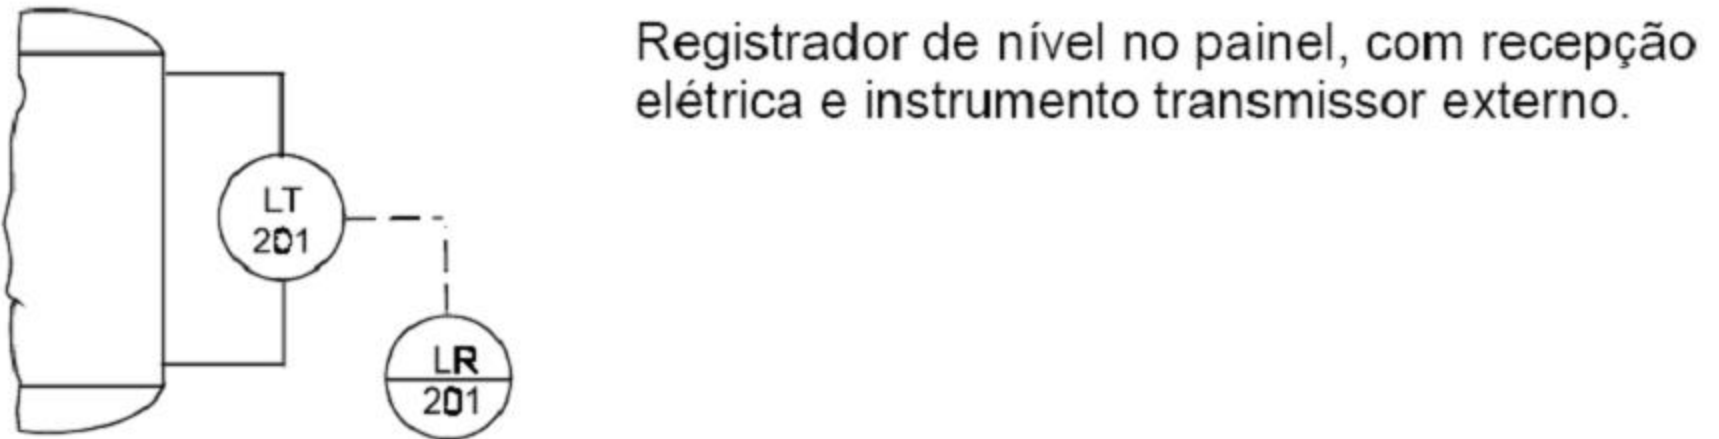 Registrador de nível no painel, com recepção
elétrica e instrumento transmissor externo.
LT
201
LR
201